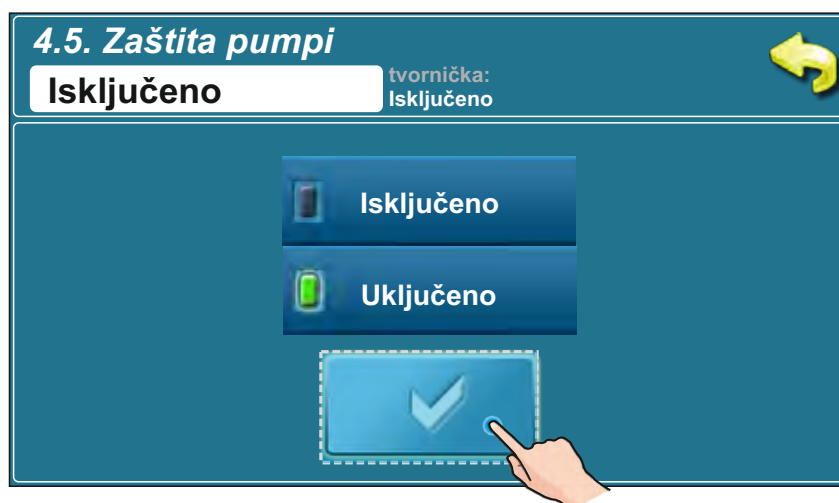 4.5. Zaštita pumpi
Isključeno
tvornička:
Isključeno
Isključeno
Uključeno